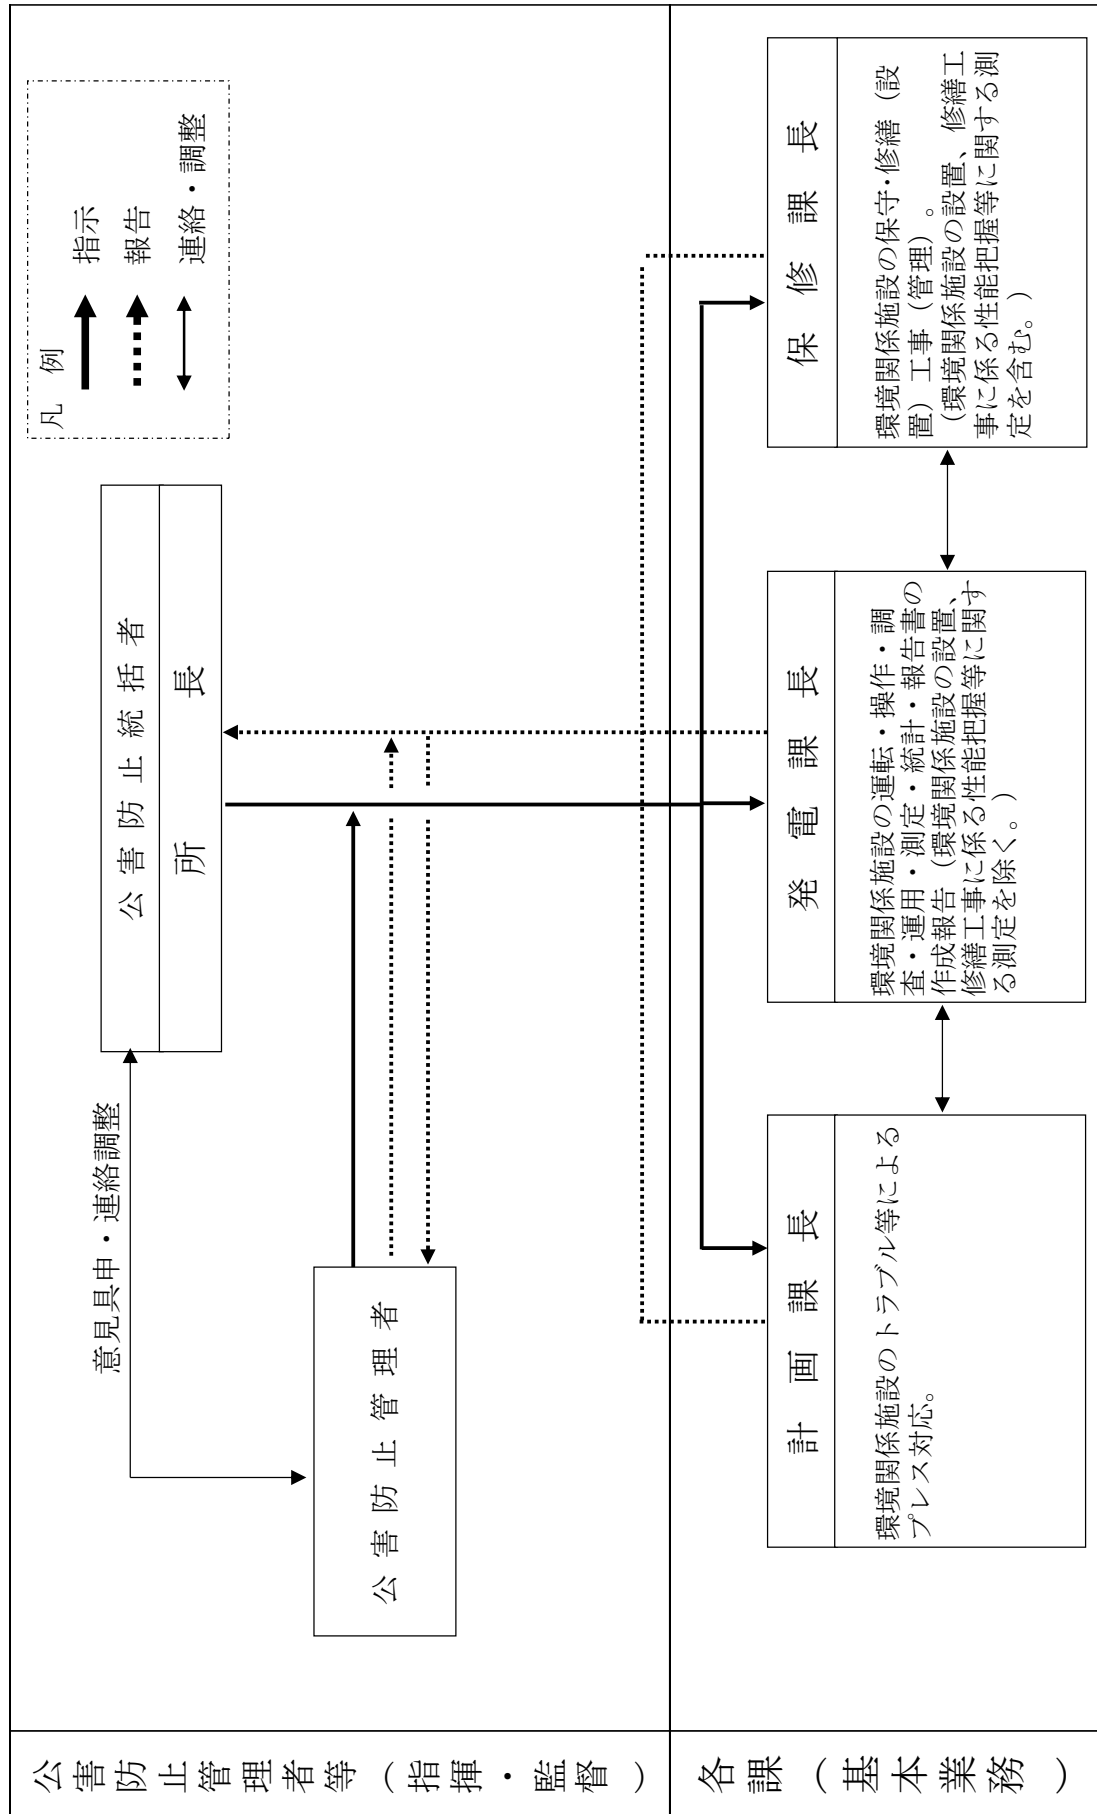 公害防止管理者等（指揮・監督）
公害防止統括者
所長
凡例
指示
報告
連絡・調整
意見具申・連絡調整
公害防止管理者
各課（基本業務）
計画課長
環境関係施設のトラブル等による
プレス対応。
発電課長
環境関係施設の運転・操作・調
査・運用・測定・統計・報告書の
作成報告（環境関係施設の設置、
修繕工事に係る性能把握等に関す
る測定を除く。）
保修課長
環境関係施設の保守・修繕（設
置）工事（管理）。
（環境関係施設の設置、修繕工
事に係る性能把握等に関する測
定を含む。）